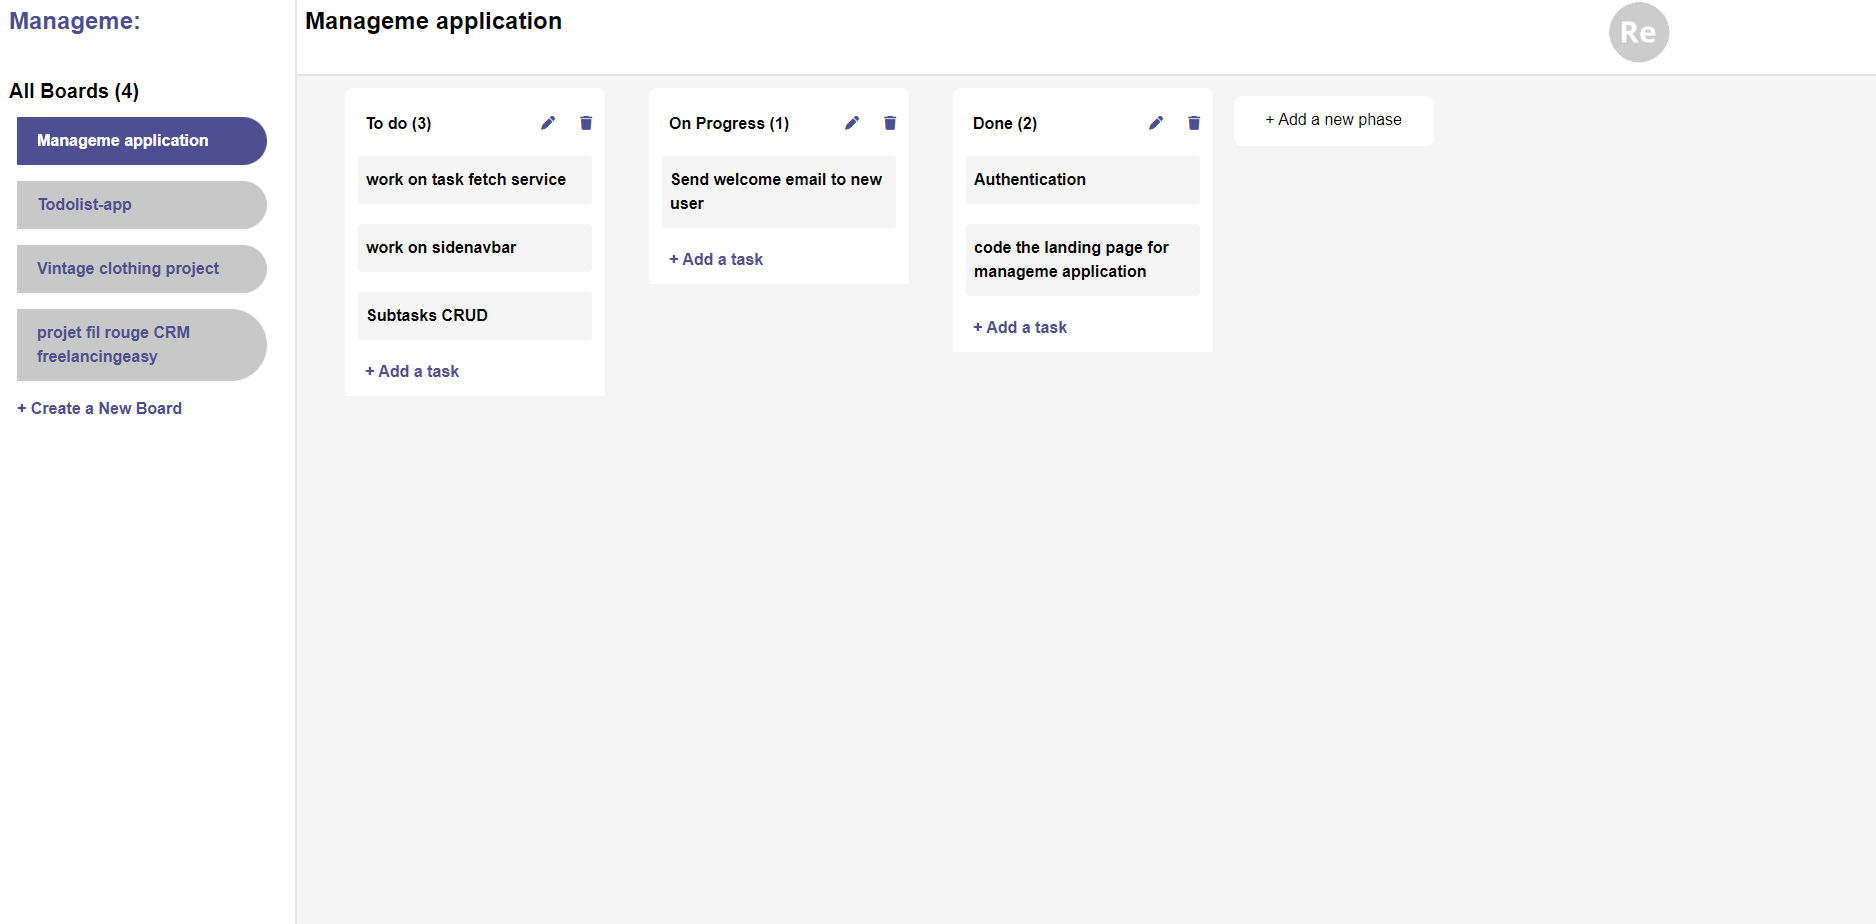 Manageme:
All Boards (4)
Manageme application
Todolist-app
Vintage clothing project
projet fil rouge CRM
freelancingeasy
+ Create a New Board
Manageme application
Re
To do (3)
work on task fetch service
work on sidenavbar
Subtasks CRUD
+ Add a task
On Progress (1)
Send welcome email to new
user
+ Add a task
Done (2)
Authentication
code the landing page for
manageme application
+ Add a task
+ Add a new phase